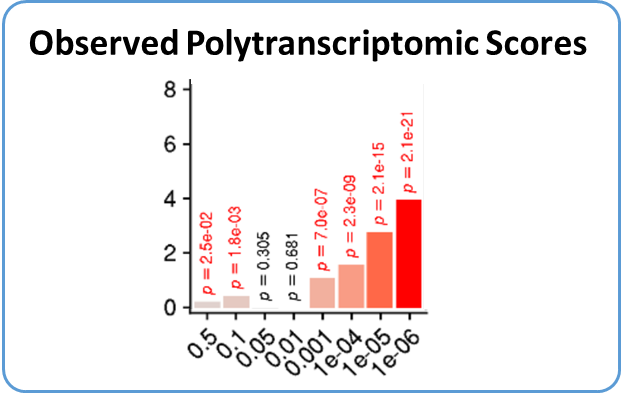 Observed Polytranscriptomic Scores
8
6
4
2
0
p = 2.5e-02
p = 1.8e-03
p = 0.305
p = 0.681
p = 7.0e-07
p = 2.3e-09
p = 2.1e-15
p = 2.1e-21
0.5
0.1
0.05
0.01
0.001
1e-04
1e-05
1e-06